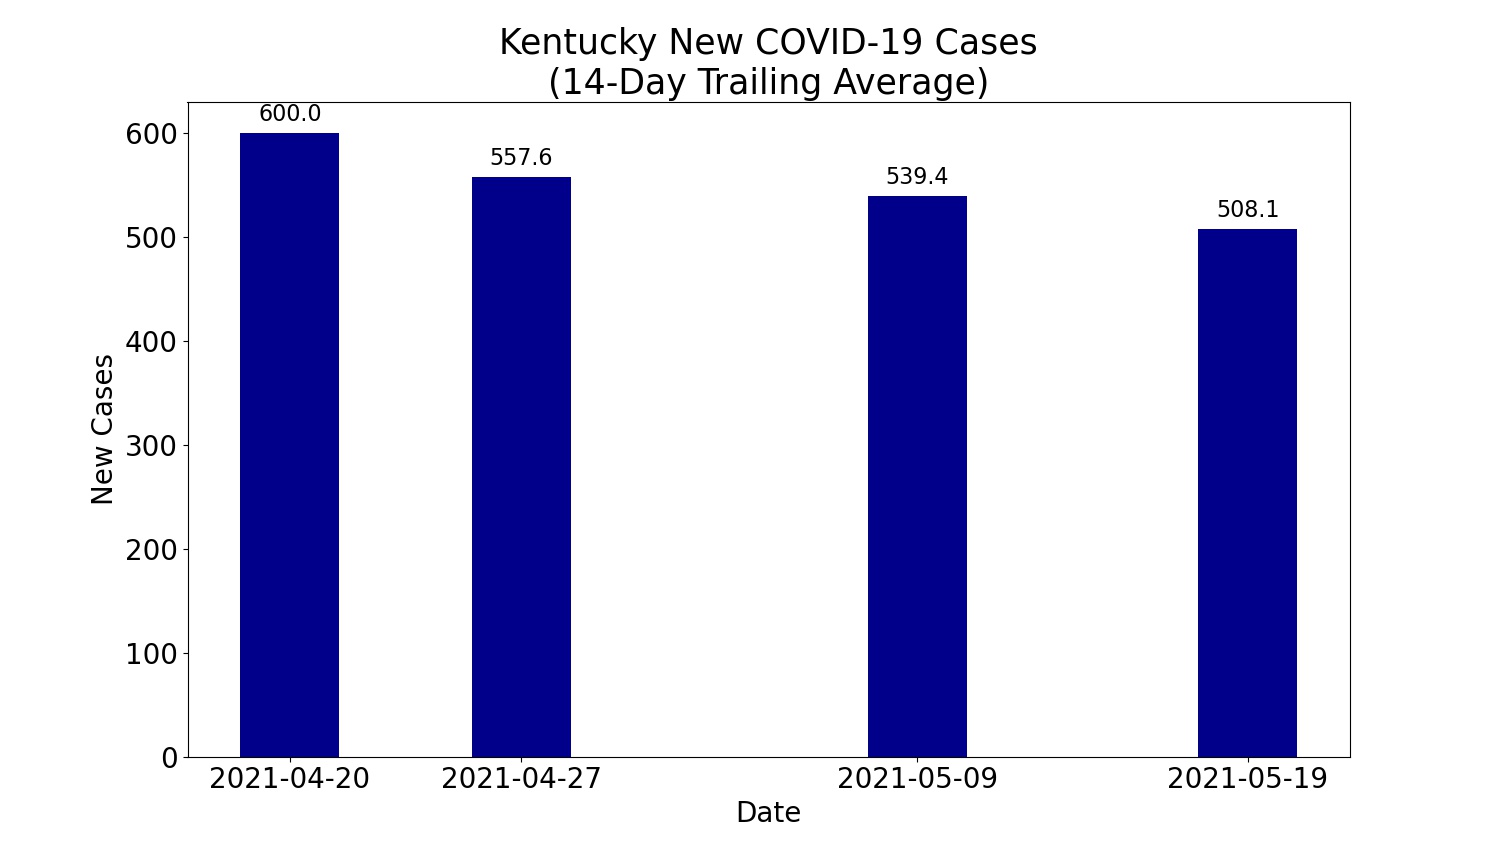 Kentucky New COVID-19 Cases
(14-Day Trailing Average)
600.0
557.6
539.4
508.1
600
500
400
300
200
100
0
New Cases
2021-04-20 2021-04-27 2021-05-09 2021-05-19
Date